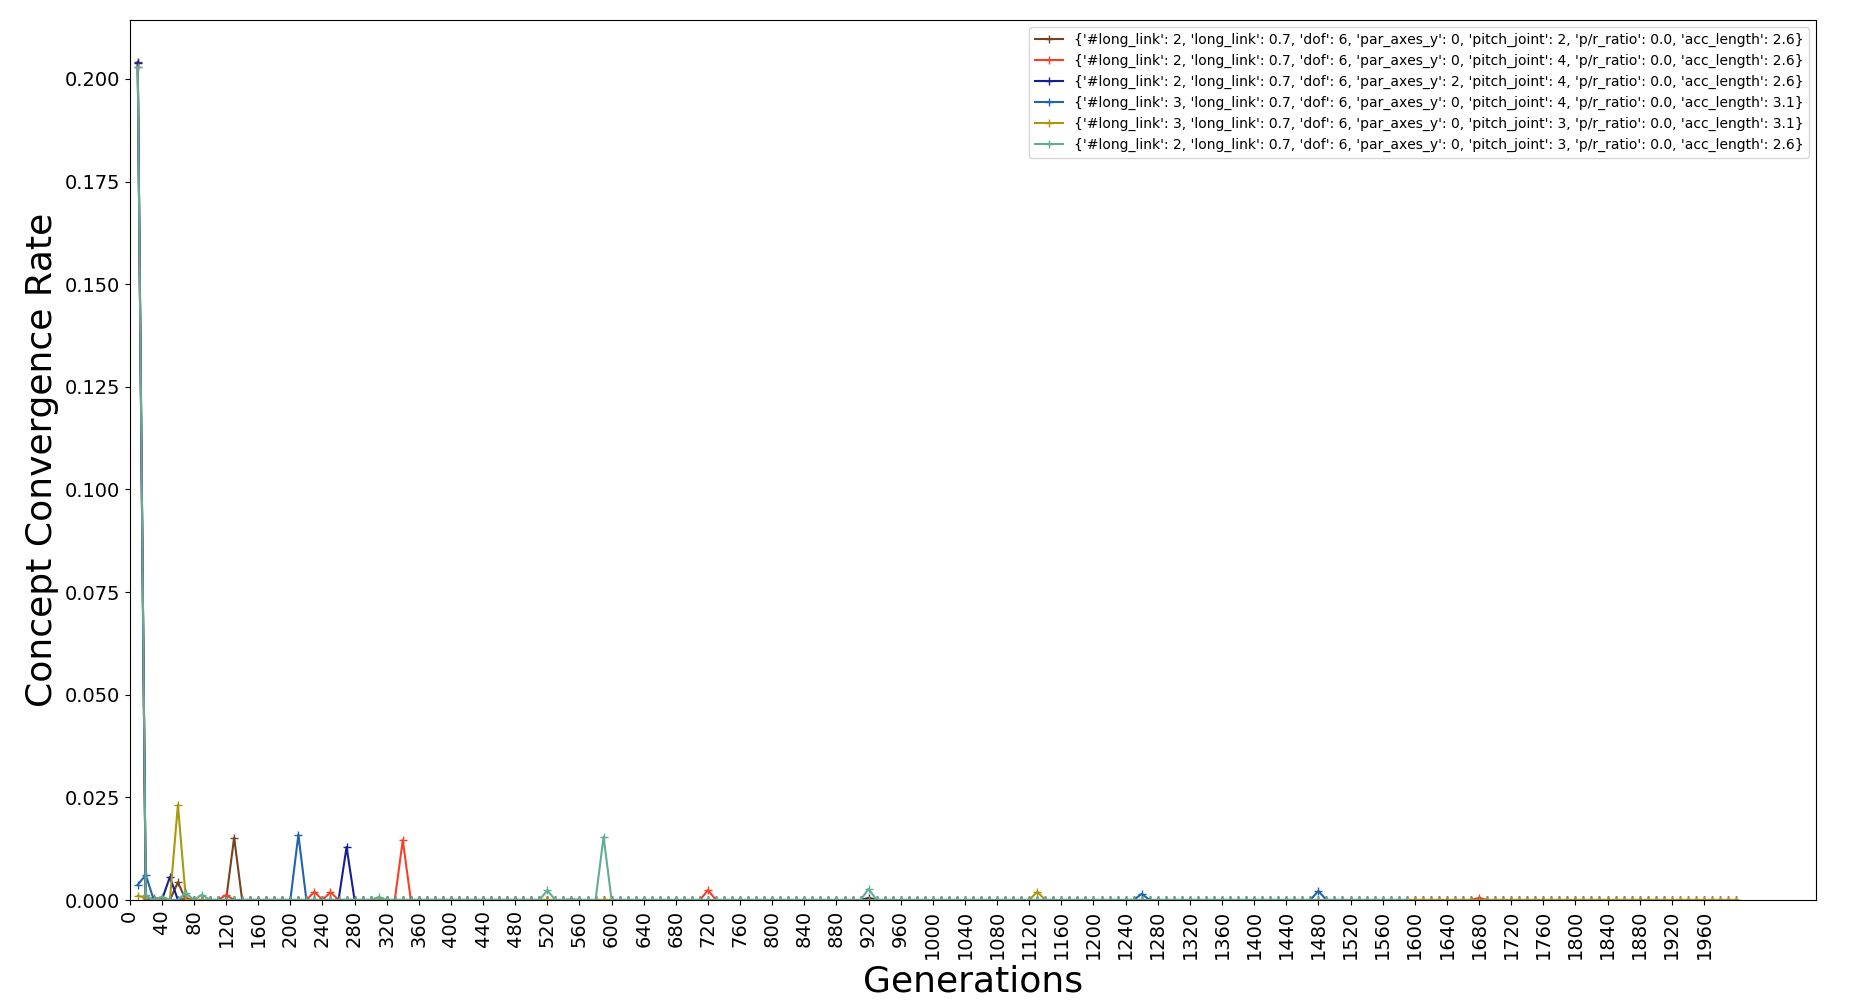 {'#long_link': 2, 'long_link': 0.7, 'dof': 6, 'par_axes_y': 0, 'pitch_joint': 2, 'p/r_ratio': 0.0, 'acc_length': 2.6}
{'#long_link': 2, 'long_link': 0.7, 'dof': 6, 'par_axes_y': 0, 'pitch_joint': 4, 'p/r_ratio': 0.0, 'acc_length': 2.6}
{'#long_link': 2, 'long_link': 0.7, 'dof': 6, 'par_axes_y': 2, 'pitch_joint': 4, 'p/r_ratio': 0.0, 'acc_length': 2.6}
{'#long_link': 3, 'long_link': 0.7, 'dof': 6, 'par_axes_y': 0, 'pitch_joint': 4, 'p/r_ratio': 0.0, 'acc_length': 3.1}
{'#long_link': 3, 'long_link': 0.7, 'dof': 6, 'par_axes_y': 0, 'pitch_joint': 3, 'p/r_ratio': 0.0, 'acc_length': 3.1}
{'#long_link': 2, 'long_link': 0.7, 'dof': 6, 'par_axes_y': 0, 'pitch_joint': 3, 'p/r_ratio': 0.0, 'acc_length': 2.6}
Concept Convergence Rate
0.200
0.175
0.150
0.125
0.100
0.075
0.050
0.025
0.000
0 40 80 120 160 200 240 280 320 360 400 440 480 520 560 600 640 680 720 760 800 840 880 920 960 1000 1040 1080 1120 1160 1200 1240 1280 1320 1360 1400 1440 1480 1520 1560 1600 1640 1680 1720 1760 1800 1840 1880 1920 1960
Generations